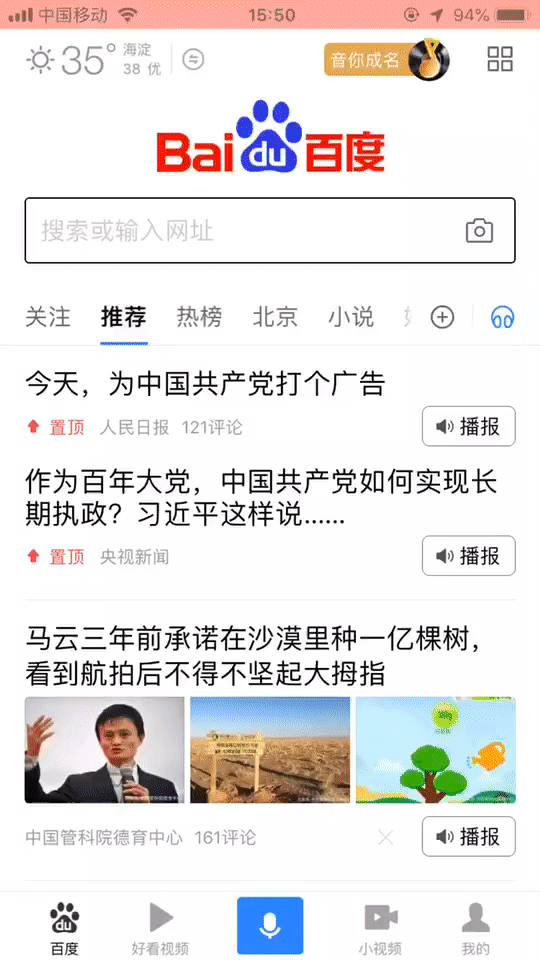 中国移动 15:50 94%
35° 海淀
38 优
音你成名
Bai du 百度
搜索或输入网址
关注 推荐 热榜 北京 小说
今天，为中国共产党打个广告
置顶 人民日报 121评论 播报
作为百年大党，中国共产党如何实现长
期执政？习近平这样说......
置顶 央视新闻 播报
马云三年前承诺在沙漠里种一亿棵树，
看到航拍后不得不竖起大拇指
中国管科院德育中心 161评论 播报
百度 好看视频 小视频 我的